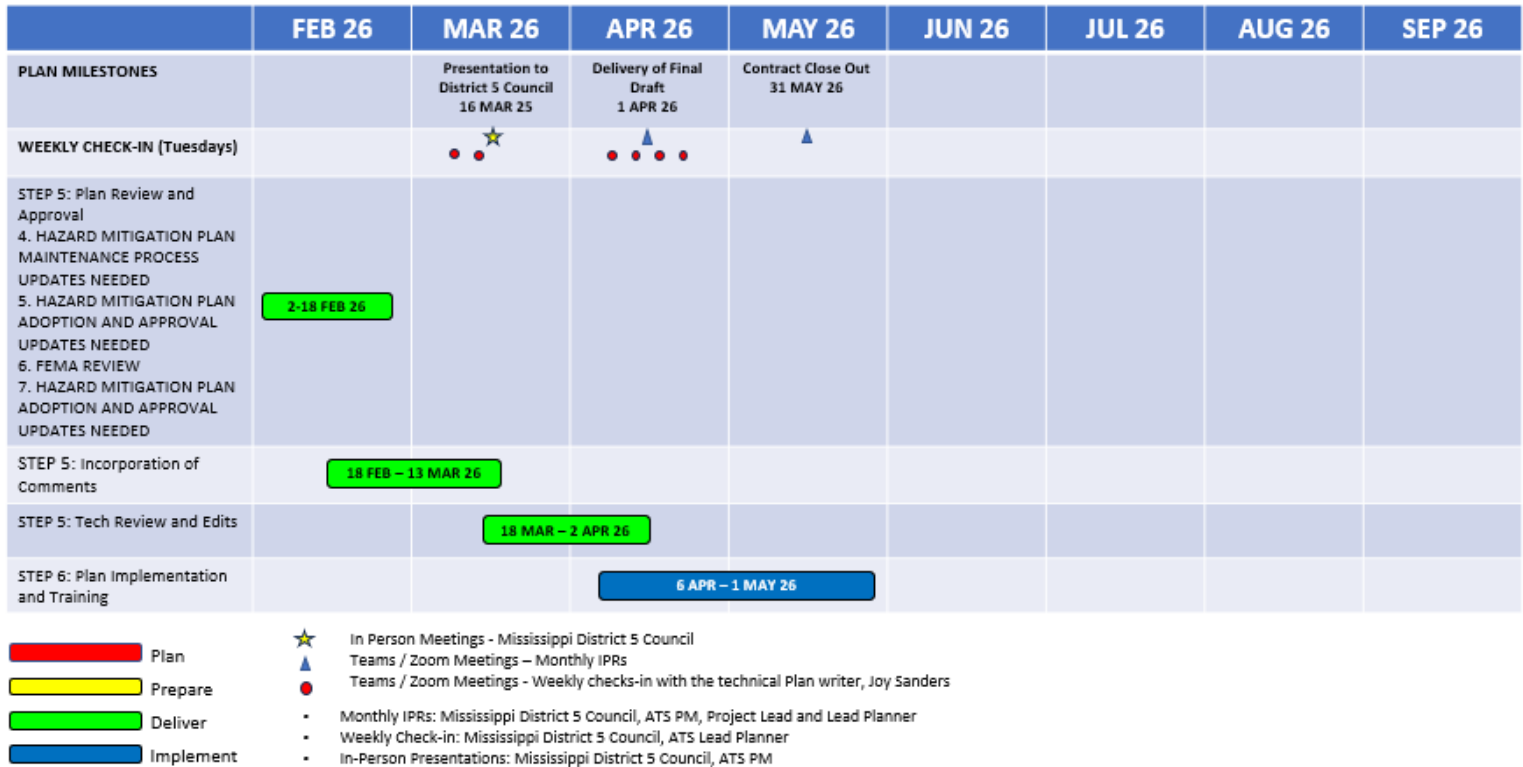 FEB 26 MAR 26 APR 26 MAY 26 JUN 26 JUL 26 AUG 26 SEP 26
PLAN MILESTONES
Presentation to
District 5 Council
16 MAR 25
Delivery of Final
Draft
1 APR 26
Contract Close Out
31 MAY 26
WEEKLY CHECK-IN (Tuesdays)
STEP 5: Plan Review and
Approval
4. HAZARD MITIGATION PLAN
MAINTENANCE PROCESS
UPDATES NEEDED
5. HAZARD MITIGATION PLAN
ADOPTION AND APPROVAL
UPDATES NEEDED
6. FEMA REVIEW
7. HAZARD MITIGATION PLAN
ADOPTION AND APPROVAL
UPDATES NEEDED
2-18 FEB 26
STEP 5: Incorporation of
Comments
18 FEB – 13 MAR 26
STEP 5: Tech Review and Edits
18 MAR – 2 APR 26
STEP 6: Plan Implementation
and Training
6 APR – 1 MAY 26
Plan
Prepare
Deliver
Implement
In Person Meetings - Mississippi District 5 Council
Teams / Zoom Meetings – Monthly IPRs
Teams / Zoom Meetings - Weekly checks-in with the technical Plan writer, Joy Sanders
- Monthly IPRs: Mississippi District 5 Council, ATS PM, Project Lead and Lead Planner
- Weekly Check-in: Mississippi District 5 Council, ATS Lead Planner
- In-Person Presentations: Mississippi District 5 Council, ATS PM